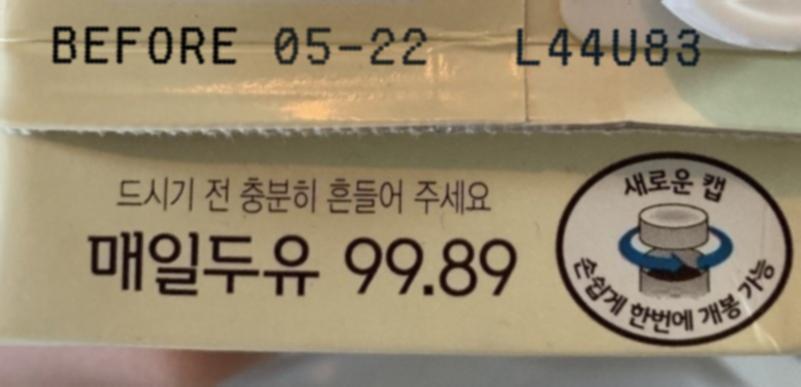 BEFORE 05-22 L44U83
드시기 전 충분히 흔들어 주세요
매일두유 99.89
새로운 캡
손쉽게 한번에 개봉 가능